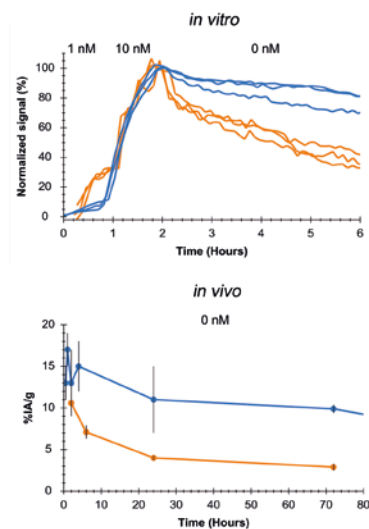 in vitro
1 nM 10 nM 0 nM
Normalized signal (%)
100
80
60
40
20
0
0 1 2 3 4 5 6
Time (Hours)
in vivo
0 nM
%IA/g
20
15
10
5
0
0 10 20 30 40 50 60 70 80
Time (Hours)